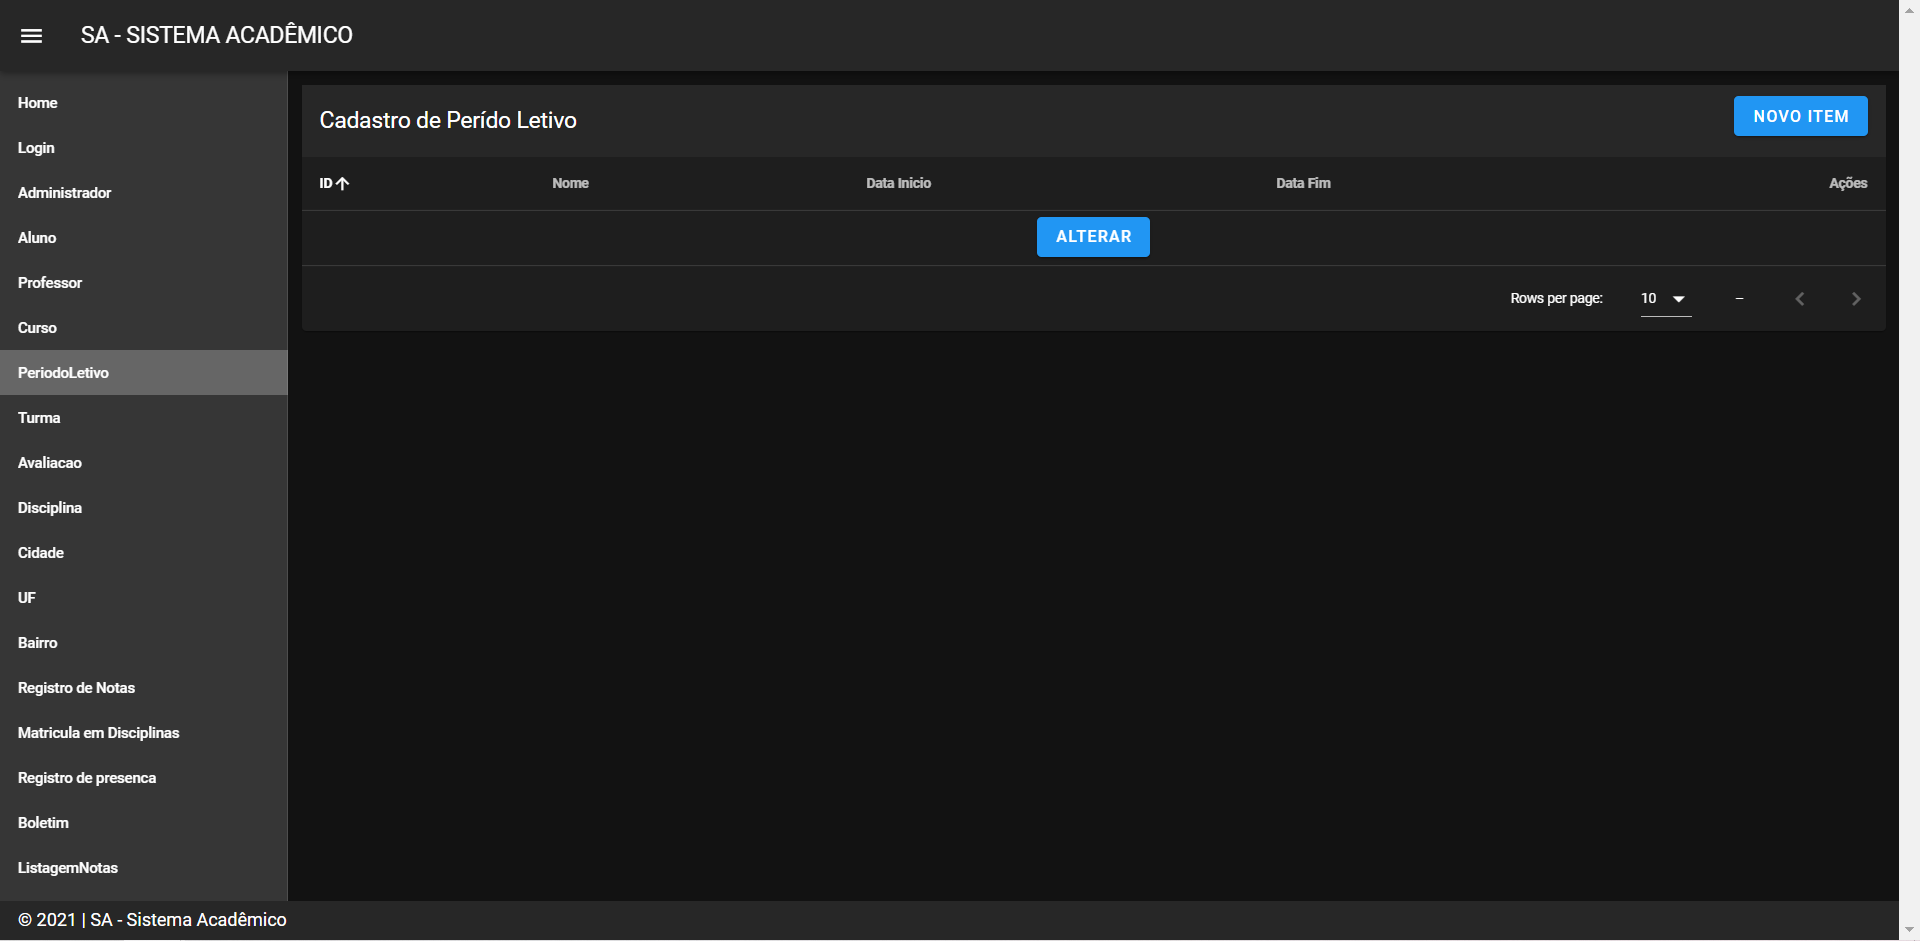 SA - SISTEMA ACADÊMICO
Home
Login
Administrador
Aluno
Professor
Curso
PeriodoLetivo
Turma
Avaliacao
Disciplina
Cidade
UF
Bairro
Registro de Notas
Matricula em Disciplinas
Registro de presenca
Boletim
ListagemNotas
Cadastro de Perído Letivo
NOVO ITEM
ID Nome Data Inicio Data Fim Ações
ALTERAR
Rows per page: 10 –
© 2021 | SA - Sistema Acadêmico